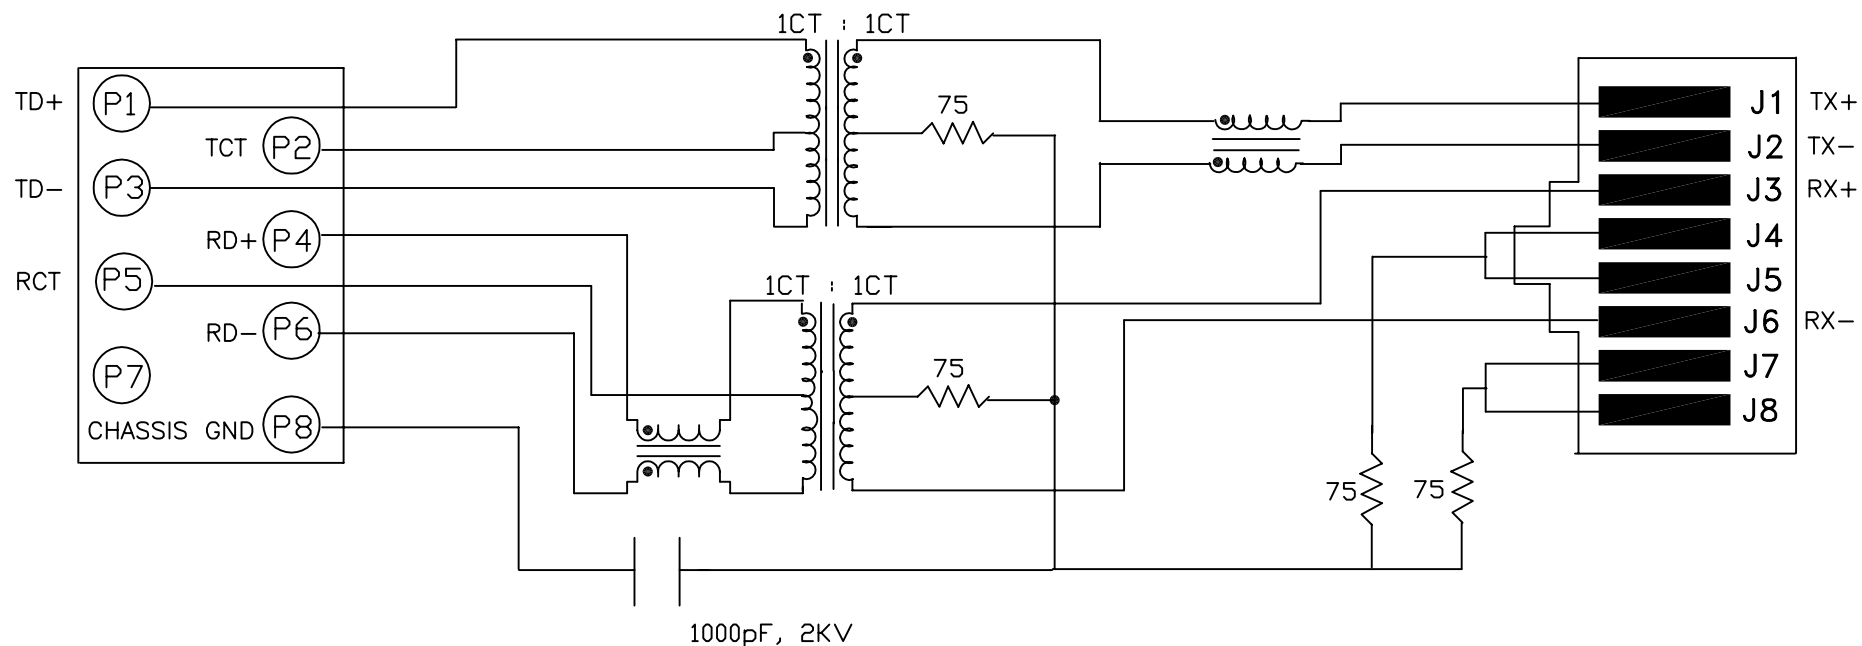 1CT : 1CT
TD+ P1
75
J1 TX+
TCT P2
J2 TX-
TD- P3
J3 RX+
RD+ P4
J4
RCT P5
1CT : 1CT
J5
RD- P6
J6 RX-
P7
75
J7
CHASSIS GND P8
J8
75 75
1000pF, 2KV